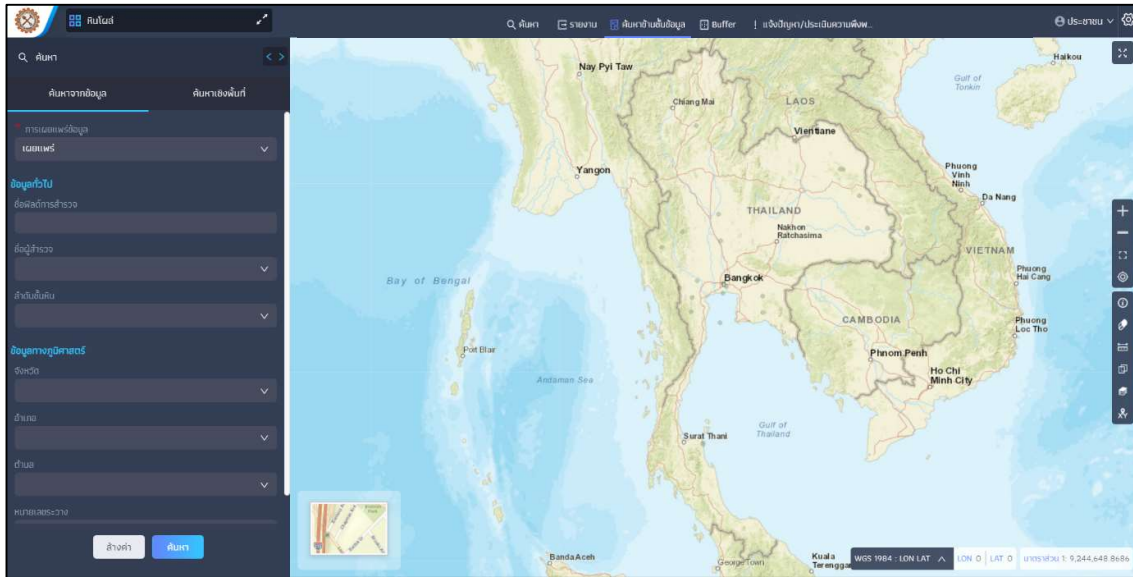 หินโผล่
ค้นหา
รายงาน
ค้นหาข้ามชั้นข้อมูล
Buffer
! แจ้งปัญหา/ประเมินความพึงพ...
ประชาชน
ค้นหา
< >
ค้นหาจากข้อมูล
ค้นหาเชิงพื้นที่
* การเผยแพร่ข้อมูล
เผยแพร่
ข้อมูลทั่วไป
ชื่อฟิลด์การสำรวจ
ชื่อผู้สำรวจ
ลำดับชั้นหิน
ข้อมูลทางภูมิศาสตร์
จังหวัด
อำเภอ
ตำบล
หมายเลขระวาง
ล้างค่า
ค้นหา
Nay Pyi Taw
Haikou
Gulf of
Tonkin
Chiang Mai
LAOS
Vientiane
Yangon
Phuong
Vinh
Ninh
Da Nang
THAILAND
Nakhon
Ratchasima
VIETNAM
Bay of Bengal
Bangkok
Phuong
Hai Cang
CAMBODIA
Phuong
Loc Tho
Port Blair
Phnom Penh
Ho Chi
Minh City
Andaman Sea
Gulf of
Thailand
Surat Thani
Banda Aceh
George Town
Kuala
Terengga
WGS 1984 : LON LAT
LON 0
LAT 0
มาตราส่วน 1: 9,244,648.8686